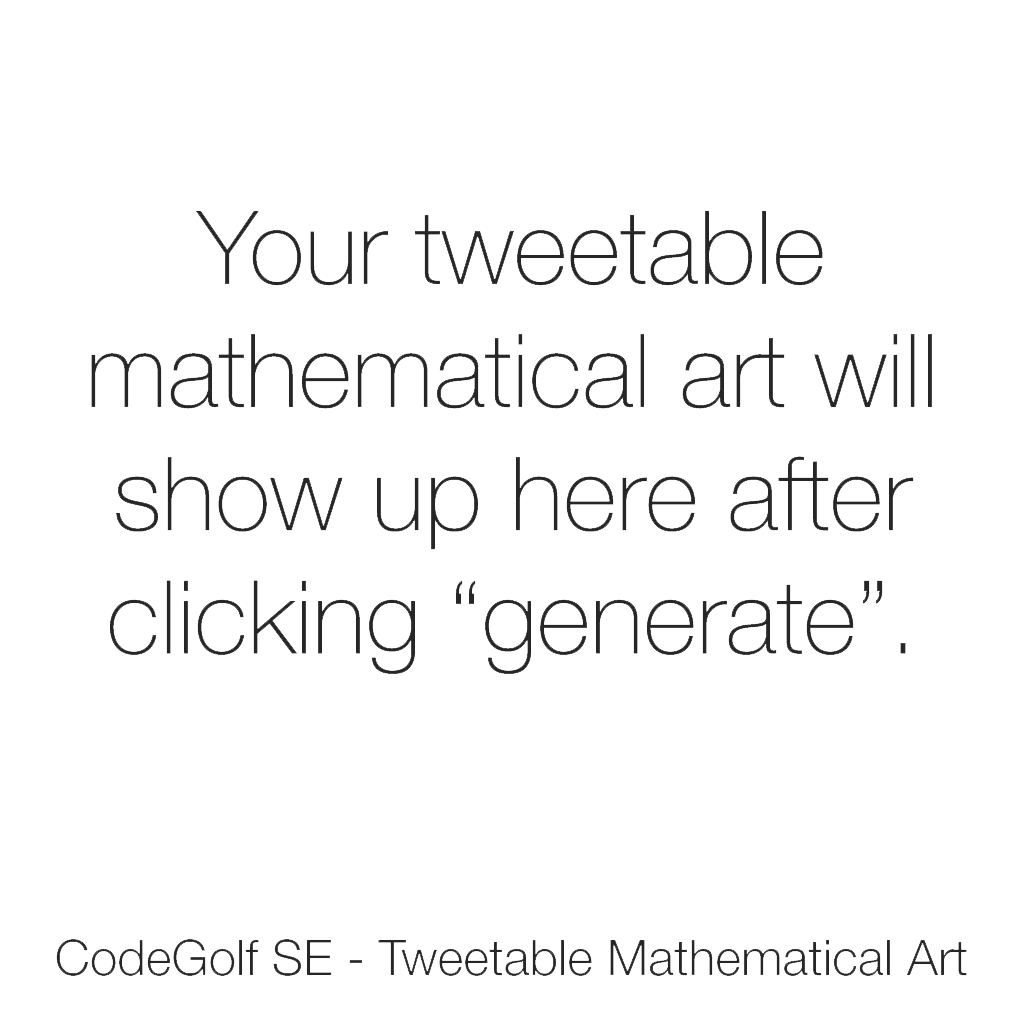 Your tweetable
mathematical art will
show up here after
clicking “generate”.
CodeGolf SE - Tweetable Mathematical Art